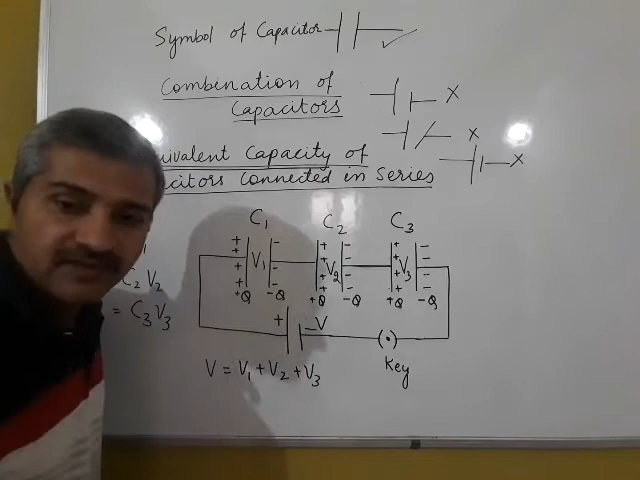 Symbol of Capacitor
Combination of
Capacitors
X
X
uivalent Capacity of
X
citors Connected in Series
C1 C2 C3
+ + + + - - - - + + + + + - - - - + + + + + - - - -
V1 V2 V3
+Q -Q +Q -Q +Q -Q
C2 V2
= C3 V3
+ - V
(·)
Key
V = V1 + V2 + V3